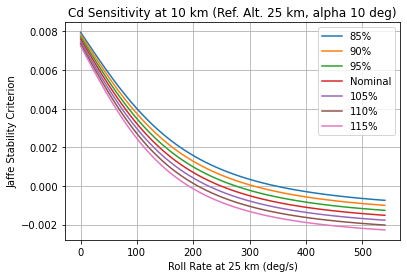 Cd Sensitivity at 10 km (Ref. Alt. 25 km, alpha 10 deg)
0.008
0.006
0.004
0.002
0.000
−0.002
Jaffe Stability Criterion
85%
90%
95%
Nominal
105%
110%
115%
0 100 200 300 400 500
Roll Rate at 25 km (deg/s)